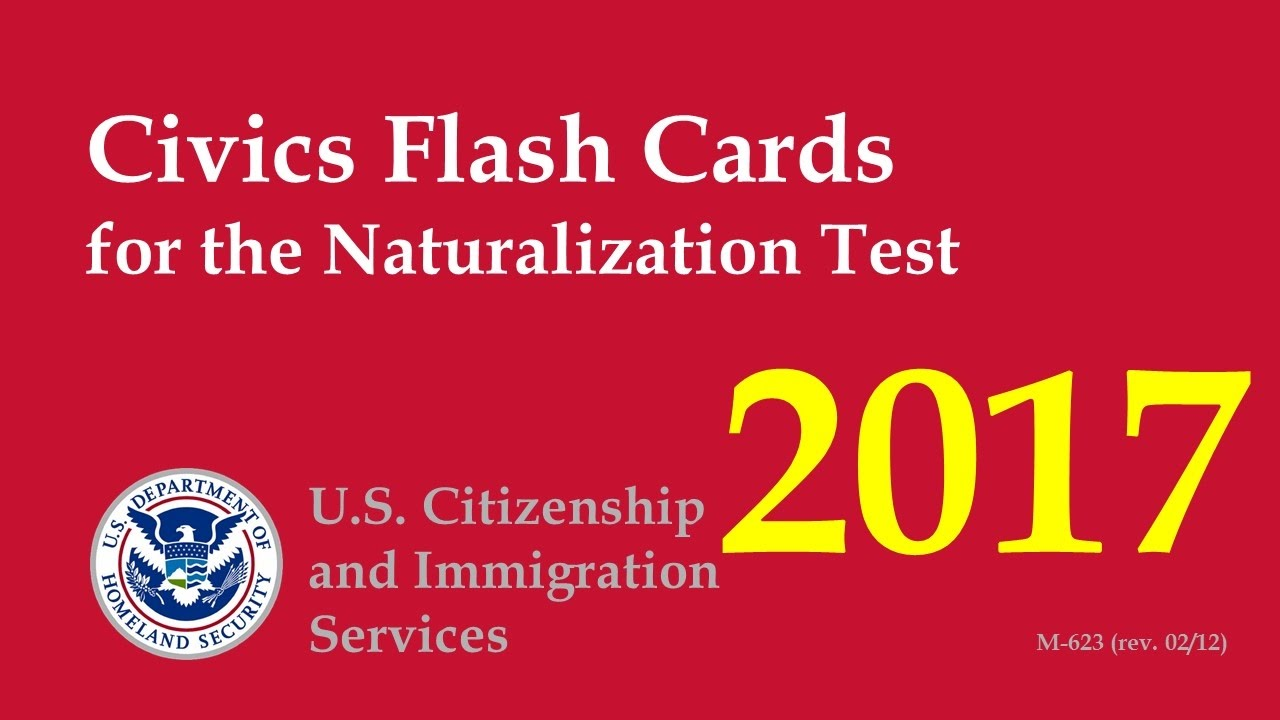 Civics Flash Cards
for the Naturalization Test
2017
U.S. DEPARTMENT OF
HOMELAND SECURITY
U.S. Citizenship
and Immigration
Services
M-623 (rev. 02/12)